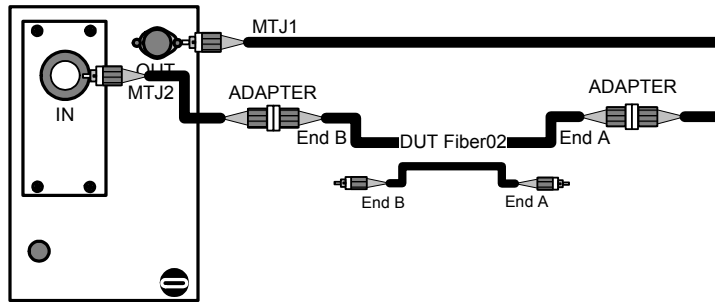 MTJ1
OUT
MTJ2
IN
ADAPTER
ADAPTER
End B
DUT Fiber02
End A
End B
End A